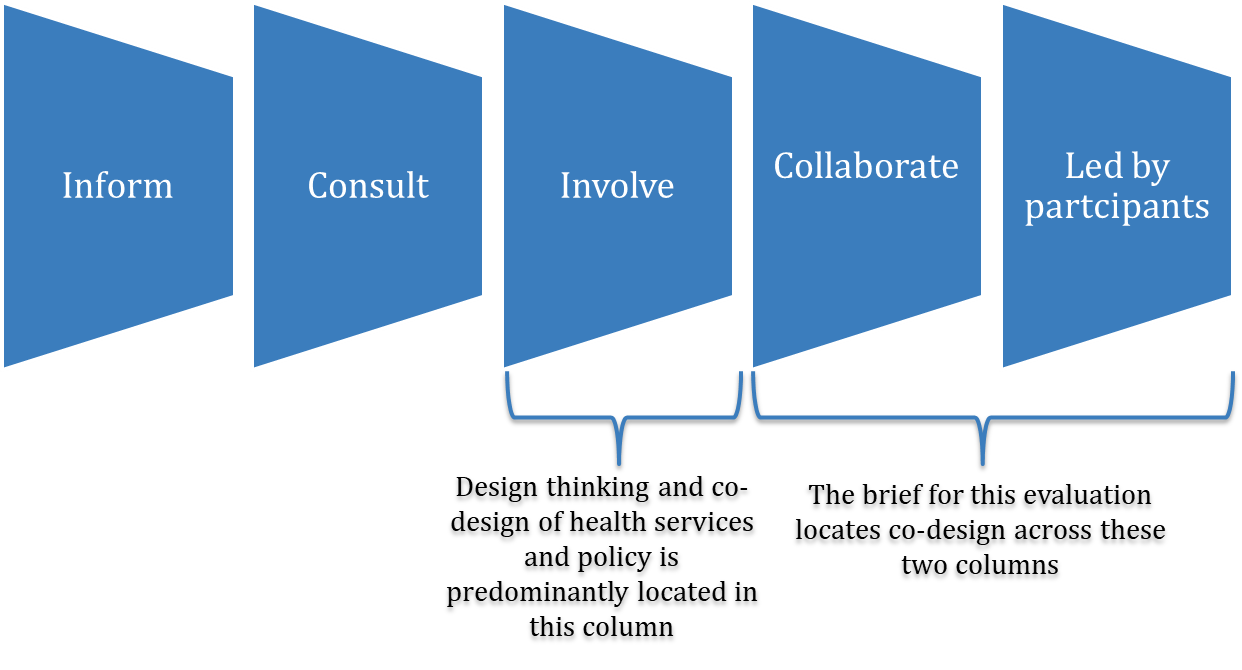 Inform
Consult
Involve
Collaborate
Led by
partcipants
Design thinking and co-
design of health services
and policy is
predominantly located in
this column
The brief for this evaluation
locates co-design across these
two columns